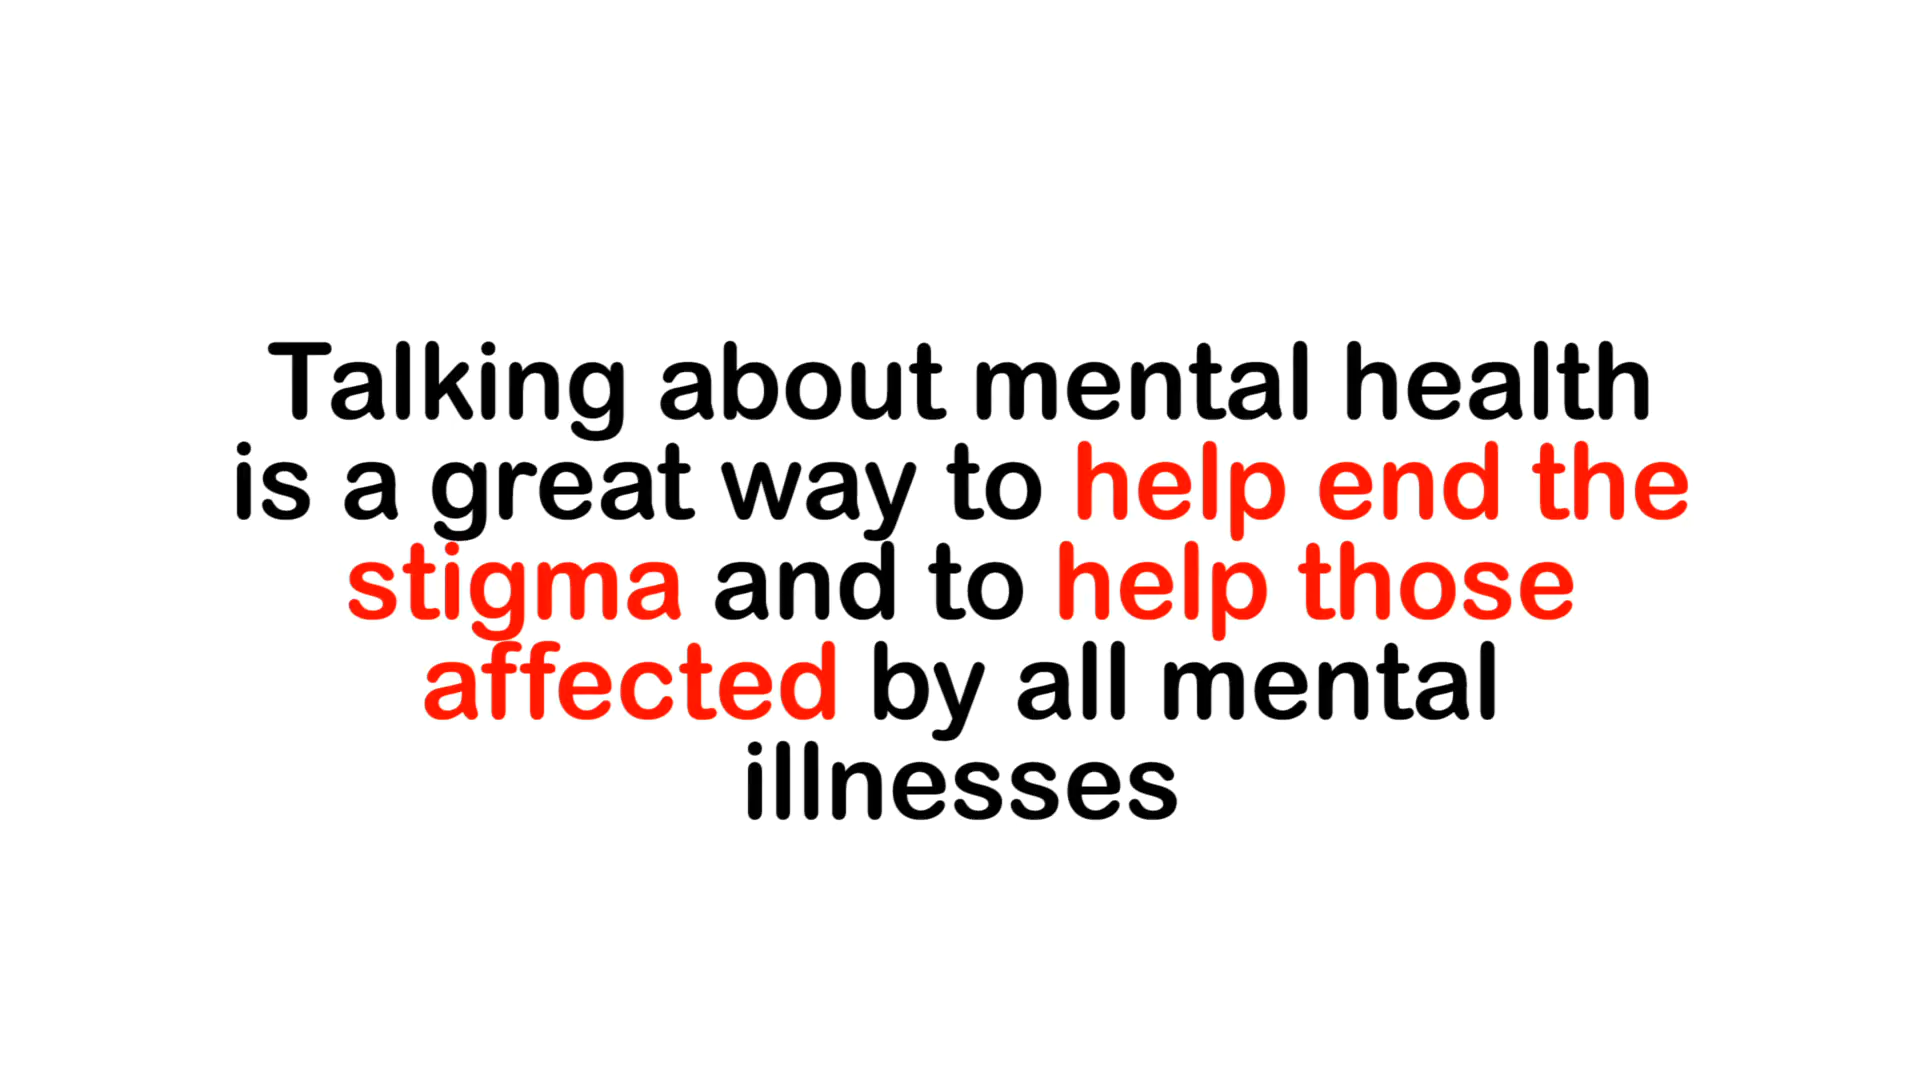 Talking about mental health
is a great way to help end the
stigma and to help those
affected by all mental
illnesses